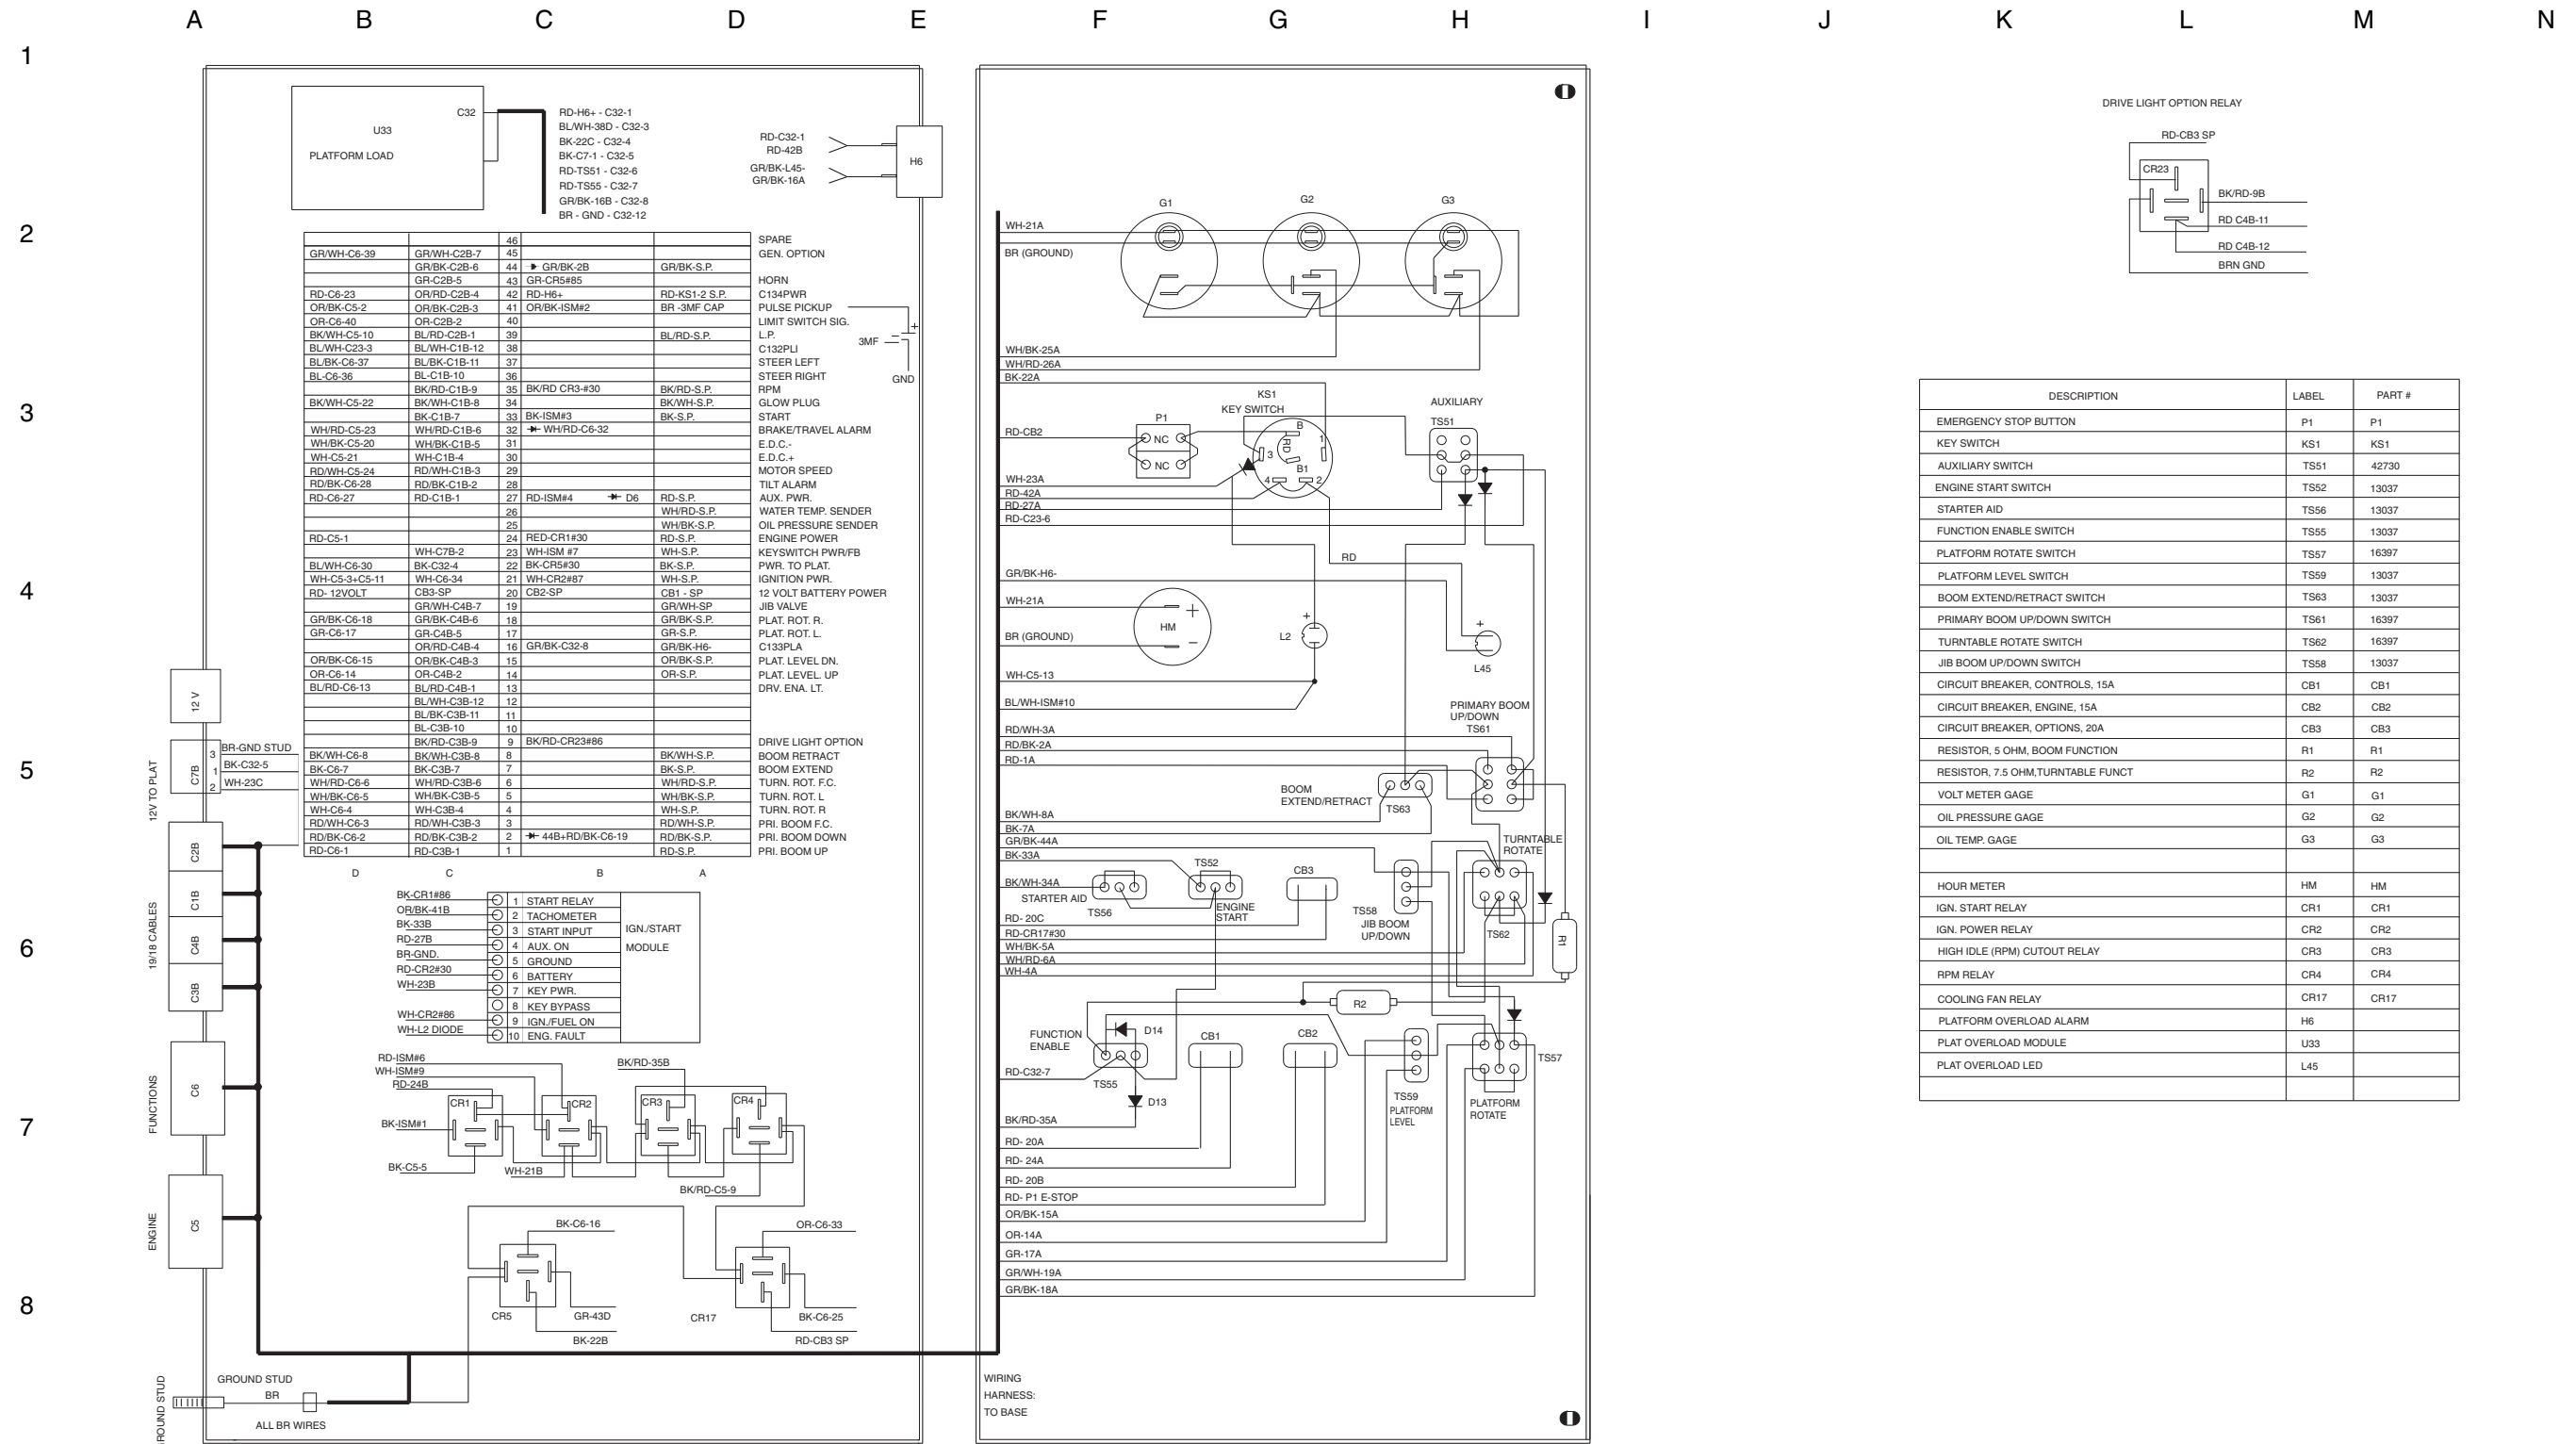 A B C D E F G H I J K L M N
1
2
3
4
5
6
7
8
U33
PLATFORM LOAD
C32
RD-H6+ - C32-1
BL/WH-38D - C32-3
BK-22C - C32-4
BK-C7-1 - C32-5
RD-TS51 - C32-6
RD-TS55 - C32-7
GR/BK-16B - C32-8
BR - GND - C32-12
RD-C32-1
RD-42B
GR/BK-L45-
GR/BK-16A
H6
46 SPARE
GR/WH-C6-39 GR/WH-C2B-7 45 GEN. OPTION
GR/BK-C2B-6 44 GR/BK-2B GR/BK-S.P.
GR-C2B-5 43 GR-CR5#85 HORN
RD-C6-23 OR/RD-C2B-4 42 RD-H6+ RD-KS1-2 S.P. C134PWR
OR/BK-C5-2 OR/BK-C2B-3 41 OR/BK-ISM#2 BR -3MF CAP PULSE PICKUP
OR-C6-40 OR-C2B-2 40 LIMIT SWITCH SIG.
BK/WH-C5-10 BL/RD-C2B-1 39 BL/RD-S.P. L.P.
BL/WH-C23-3 BL/WH-C1B-12 38 C132PLI
BL/BK-C6-37 BL/BK-C1B-11 37 STEER LEFT
BL-C6-36 BL-C1B-10 36 STEER RIGHT
BK/RD-C1B-9 35 BK/RD CR3-#30 BK/RD-S.P. RPM
BK/WH-C5-22 BK/WH-C1B-8 34 BK/WH-S.P. GLOW PLUG
BK-C1B-7 33 BK-ISM#3 BK-S.P. START
WH/RD-C5-23 WH/RD-C1B-6 32 WH/RD-C6-32 BRAKE/TRAVEL ALARM
WH/BK-C5-20 WH/BK-C1B-5 31 E.D.C.-
WH-C5-21 WH-C1B-4 30 E.D.C.+
RD/WH-C5-24 RD/WH-C1B-3 29 MOTOR SPEED
RD/BK-C6-28 RD/BK-C1B-2 28 TILT ALARM
RD-C6-27 RD-C1B-1 27 RD-ISM#4 D6 RD-S.P. AUX. PWR.
26 WH/RD-S.P. WATER TEMP. SENDER
25 WH/BK-S.P. OIL PRESSURE SENDER
RD-C5-1 24 RED-CR1#30 RD-S.P. ENGINE POWER
WH-C7B-2 23 WH-ISM #7 WH-S.P. KEYSWITCH PWR/FB
BL/WH-C6-30 BK-C32-4 22 BK-CR5#30 BK-S.P. PWR. TO PLAT.
WH-C5-3+C5-11 WH-C6-34 21 WH-CR2#87 WH-S.P. IGNITION PWR.
RD- 12VOLT CB3-SP 20 CB2-SP CB1 - SP 12 VOLT BATTERY POWER
GR/WH-C4B-7 19 GR/WH-SP JIB VALVE
GR/BK-C6-18 GR/BK-C4B-6 18 GR/BK-S.P. PLAT. ROT. R.
GR-C6-17 GR-C4B-5 17 GR-S.P. PLAT. ROT. L.
OR/RD-C4B-4 16 GR/BK-C32-8 GR/BK-H6- C133PLA
OR/BK-C6-15 OR/BK-C4B-3 15 OR/BK-S.P. PLAT. LEVEL DN.
OR-C6-14 OR-C4B-2 14 OR-S.P. PLAT. LEVEL. UP
BL/RD-C6-13 BL/RD-C4B-1 13 DRV. ENA. LT.
BL/WH-C3B-12 12
BL/BK-C3B-11 11
BL-C3B-10 10
BK/RD-C3B-9 9 BK/RD-CR23#86 DRIVE LIGHT OPTION
BK/WH-C6-8 BK/WH-C3B-8 8 BK/WH-S.P. BOOM RETRACT
BK-C6-7 BK-C3B-7 7 BK-S.P. BOOM EXTEND
WH/RD-C6-6 WH/RD-C3B-6 6 WH/RD-S.P. TURN. ROT. F.C.
WH/BK-C6-5 WH/BK-C3B-5 5 WH/BK-S.P. TURN. ROT. L
WH-C6-4 WH-C3B-4 4 WH-S.P. TURN. ROT. R
RD/WH-C6-3 RD/WH-C3B-3 3 RD/WH-S.P. PRI. BOOM F.C.
RD/BK-C6-2 RD/BK-C3B-2 2 44B+RD/BK-C6-19 RD/BK-S.P. PRI. BOOM DOWN
RD-C6-1 RD-C3B-1 1 RD-S.P. PRI. BOOM UP
D C B A
+
3MF
GND
12 V
12V TO PLAT
C7B
3 BR-GND STUD
1 BK-C32-5
2 WH-23C
19/18 CABLES
C2B
C1B
C4B
C3B
FUNCTIONS
C6
ENGINE
C5
BK-CR1#86 1 START RELAY
OR/BK-41B 2 TACHOMETER
BK-33B 3 START INPUT
RD-27B 4 AUX. ON
BR-GND. 5 GROUND
RD-CR2#30 6 BATTERY
WH-23B 7 KEY PWR.
8 KEY BYPASS
WH-CR2#86 9 IGN./FUEL ON
WH-L2 DIODE 10 ENG. FAULT
IGN./START
MODULE
RD-ISM#6
WH-ISM#9
RD-24B
BK/RD-35B
CR1
CR2
CR3
CR4
BK-ISM#1
BK-C5-5
WH-21B
BK/RD-C5-9
BK-C6-16
OR-C6-33
CR5
GR-43D
BK-22B
CR17
BK-C6-25
RD-CB3 SP
GROUND STUD
GROUND STUD
BR
ALL BR WIRES
WIRING
HARNESS:
TO BASE
G1
G2
G3
WH-21A
BR (GROUND)
WH/BK-25A
WH/RD-26A
BK-22A
KS1
KEY SWITCH
P1
NC
NC
B
RD
1
3
B1
4
2
AUXILIARY
TS51
RD-CB2
WH-23A
RD-42A
RD-27A
RD-C23-6
RD
GR/BK-H6-
WH-21A
HM
+
−
BR (GROUND)
+
L2
+
L45
WH-C5-13
BL/WH-ISM#10
PRIMARY BOOM
UP/DOWN
TS61
RD/WH-3A
RD/BK-2A
RD-1A
BOOM
EXTEND/RETRACT
TS63
BK/WH-8A
BK-7A
GR/BK-44A
BK-33A
TURNTABLE
ROTATE
TS52
CB3
BK/WH-34A
STARTER AID
TS56
ENGINE
START
TS58
JIB BOOM
UP/DOWN
TS62
R1
RD- 20C
RD-CR17#30
WH/BK-5A
WH/RD-6A
WH-4A
R2
FUNCTION
ENABLE
D14
CB1
CB2
TS57
RD-C32-7
TS55
D13
TS59
PLATFORM
LEVEL
PLATFORM
ROTATE
BK/RD-35A
RD- 20A
RD- 24A
RD- 20B
RD- P1 E-STOP
OR/BK-15A
OR-14A
GR-17A
GR/WH-19A
GR/BK-18A
DRIVE LIGHT OPTION RELAY
RD-CB3 SP
CR23
BK/RD-9B
RD C4B-11
RD C4B-12
BRN GND
DESCRIPTION LABEL PART #
EMERGENCY STOP BUTTON P1 P1
KEY SWITCH KS1 KS1
AUXILIARY SWITCH TS51 42730
ENGINE START SWITCH TS52 13037
STARTER AID TS56 13037
FUNCTION ENABLE SWITCH TS55 13037
PLATFORM ROTATE SWITCH TS57 16397
PLATFORM LEVEL SWITCH TS59 13037
BOOM EXTEND/RETRACT SWITCH TS63 13037
PRIMARY BOOM UP/DOWN SWITCH TS61 16397
TURNTABLE ROTATE SWITCH TS62 16397
JIB BOOM UP/DOWN SWITCH TS58 13037
CIRCUIT BREAKER, CONTROLS, 15A CB1 CB1
CIRCUIT BREAKER, ENGINE, 15A CB2 CB2
CIRCUIT BREAKER, OPTIONS, 20A CB3 CB3
RESISTOR, 5 OHM, BOOM FUNCTION R1 R1
RESISTOR, 7.5 OHM,TURNTABLE FUNCT R2 R2
VOLT METER GAGE G1 G1
OIL PRESSURE GAGE G2 G2
OIL TEMP. GAGE G3 G3
HOUR METER HM HM
IGN. START RELAY CR1 CR1
IGN. POWER RELAY CR2 CR2
HIGH IDLE (RPM) CUTOUT RELAY CR3 CR3
RPM RELAY CR4 CR4
COOLING FAN RELAY CR17 CR17
PLATFORM OVERLOAD ALARM H6
PLAT OVERLOAD MODULE U33
PLAT OVERLOAD LED L45